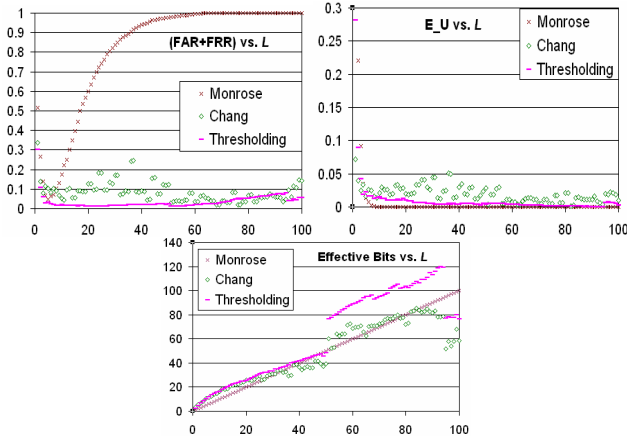 (FAR+FRR) vs. L
Monrose
Chang
Thresholding
1
0.9
0.8
0.7
0.6
0.5
0.4
0.3
0.2
0.1
0
0 20 40 60 80 100
E_U vs. L
Monrose
Chang
Thresholding
0.3
0.25
0.2
0.15
0.1
0.05
0
0 20 40 60 80 100
Effective Bits vs. L
Monrose
Chang
Thresholding
140
120
100
80
60
40
20
0
0 20 40 60 80 100